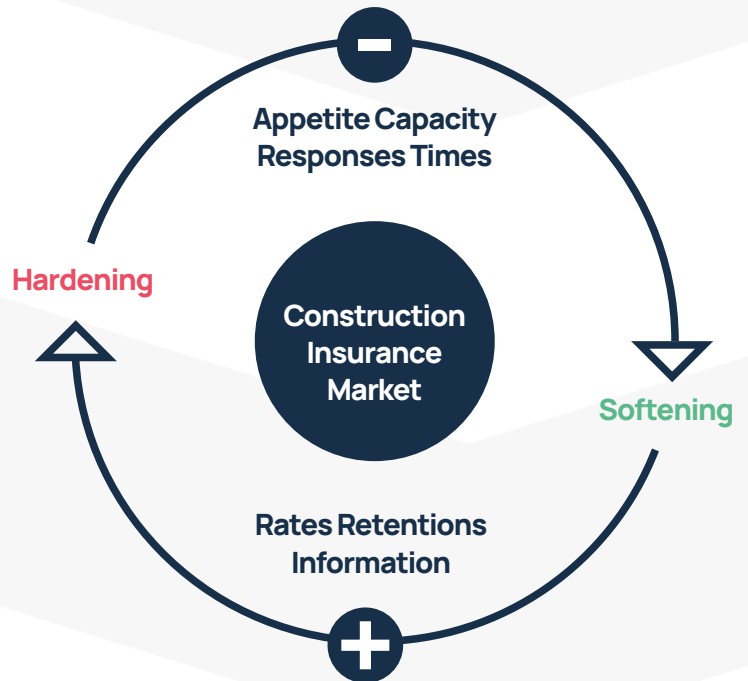 Appetite Capacity
Responses Times
Hardening
Construction
Insurance
Market
Softening
Rates Retentions
Information